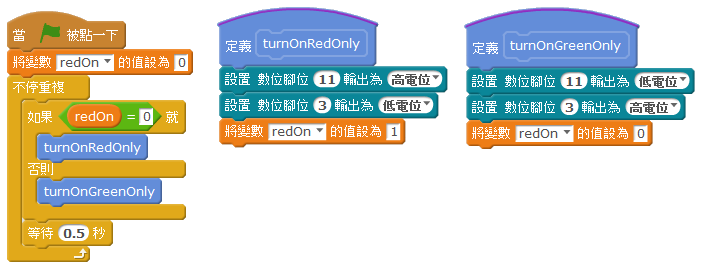 當 被點一下
將變數 redOn 的值設為 0
不停重複
如果 redOn = 0 就
turnOnRedOnly
否則
turnOnGreenOnly
等待 0.5 秒
定義 turnOnRedOnly
設置 數位腳位 11 輸出為 高電位
設置 數位腳位 3 輸出為 低電位
將變數 redOn 的值設為 1
定義 turnOnGreenOnly
設置 數位腳位 11 輸出為 低電位
設置 數位腳位 3 輸出為 高電位
將變數 redOn 的值設為 0